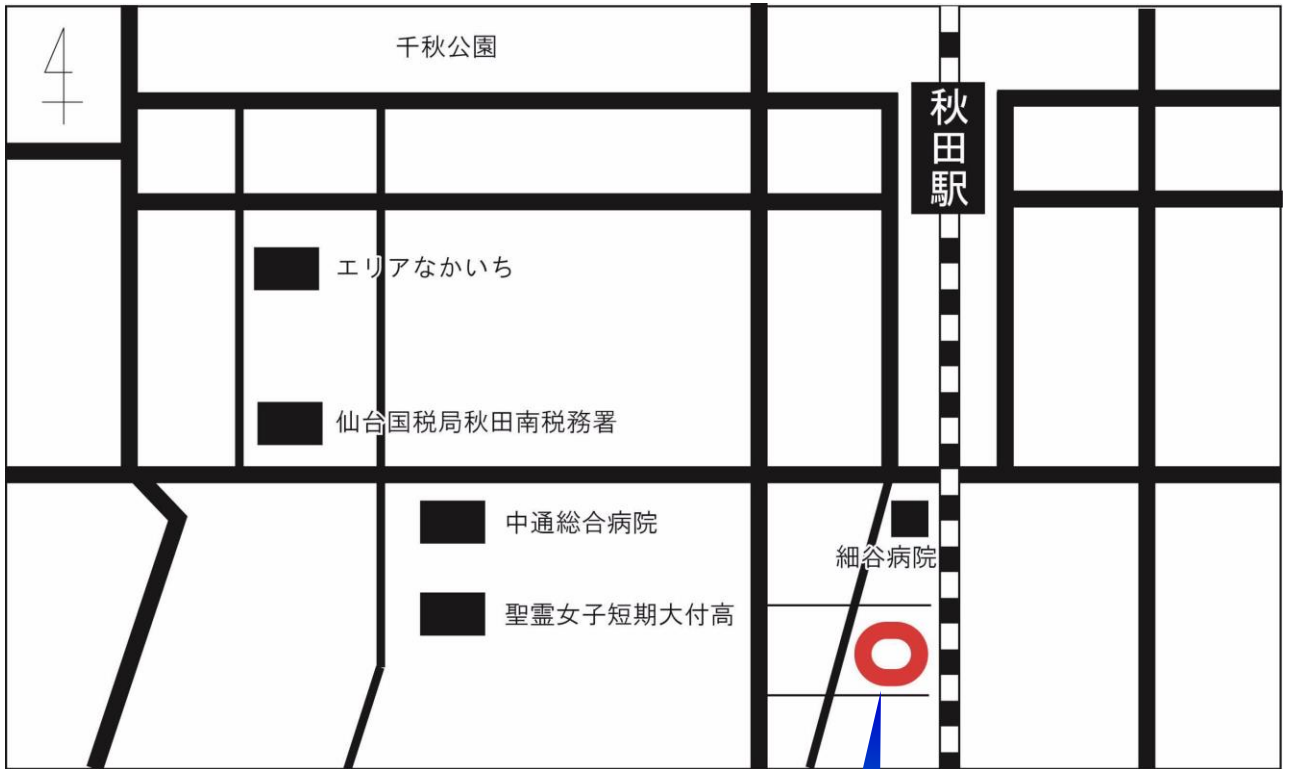 千秋公園
秋田駅
エリアなかいち
仙台国税局秋田南税務署
中通総合病院
細谷病院
聖霊女子短期大付高